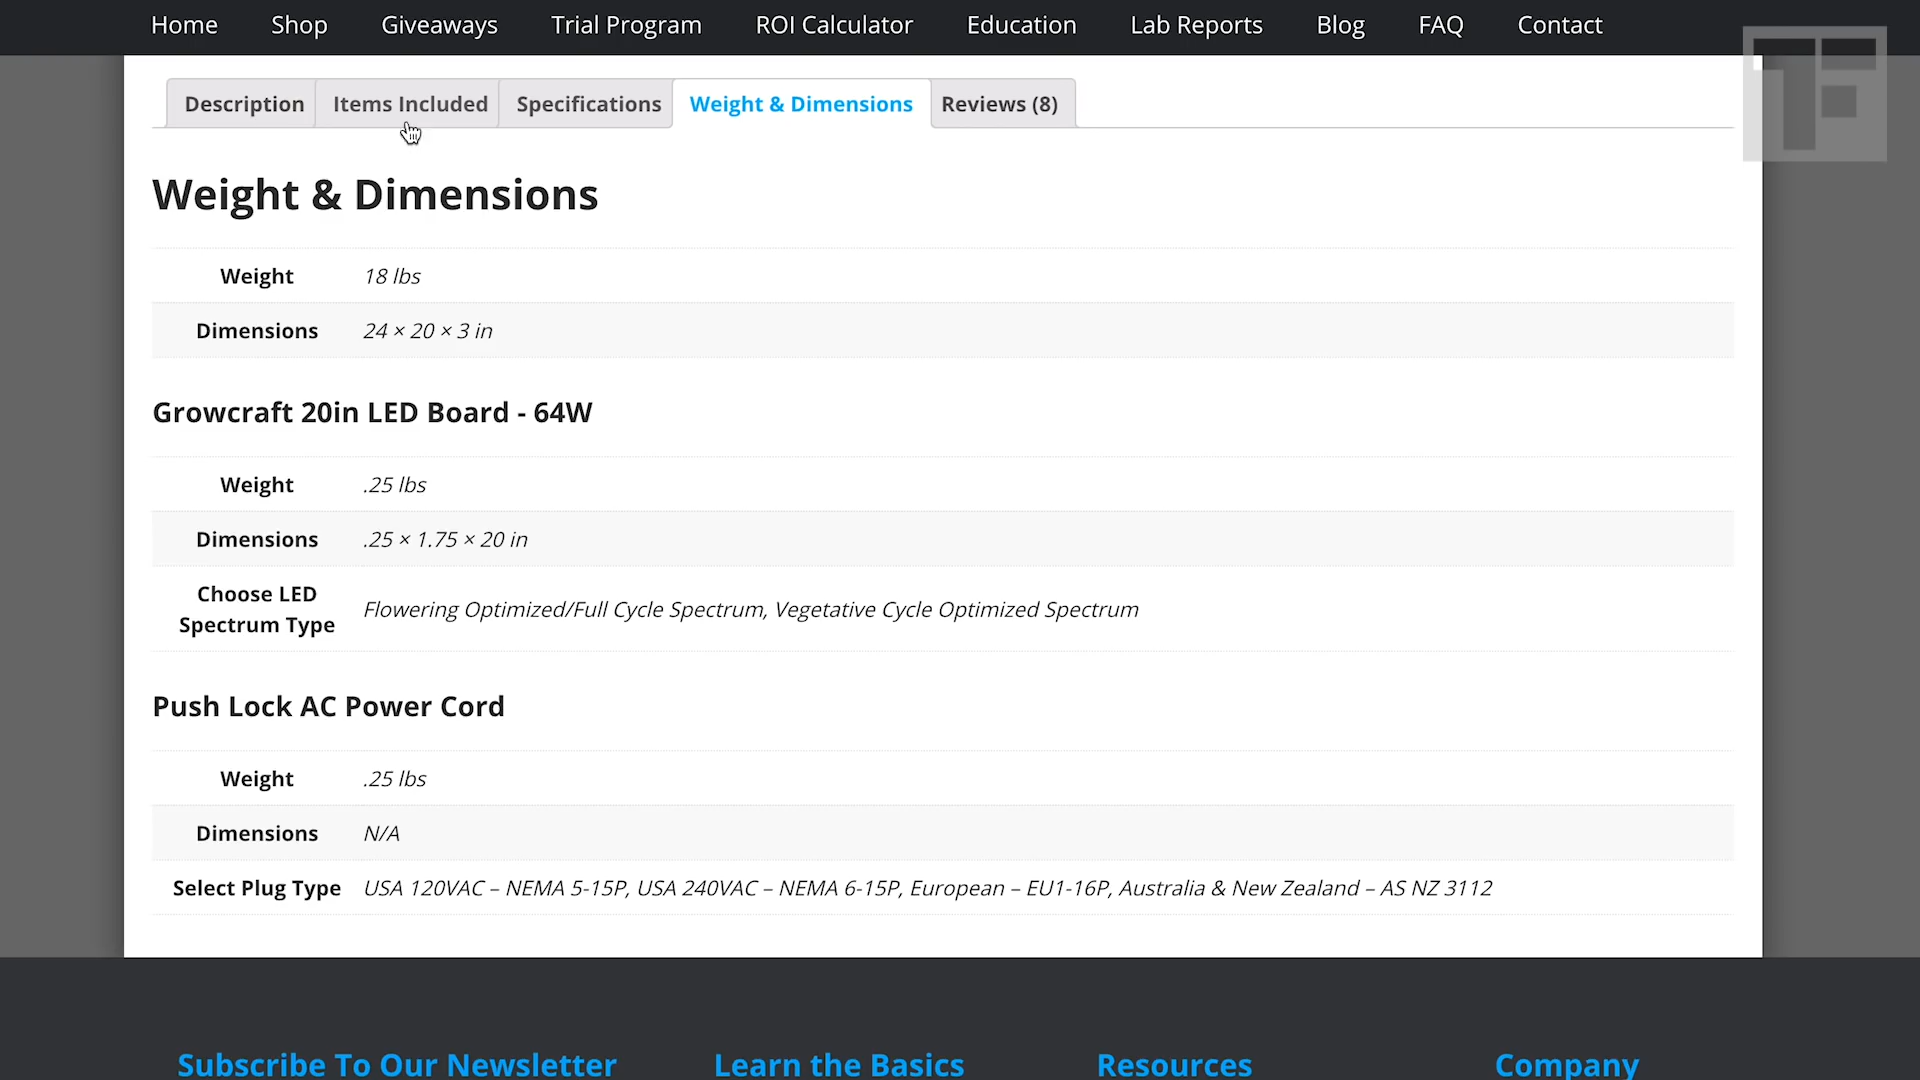 Home Shop Giveaways Trial Program ROI Calculator Education Lab Reports Blog FAQ Contact
Description Items Included Specifications Weight & Dimensions Reviews (8)
Weight & Dimensions
Weight 18 lbs
Dimensions 24 × 20 × 3 in
Growcraft 20in LED Board - 64W
Weight .25 lbs
Dimensions .25 × 1.75 × 20 in
Choose LED
Spectrum Type Flowering Optimized/Full Cycle Spectrum, Vegetative Cycle Optimized Spectrum
Push Lock AC Power Cord
Weight .25 lbs
Dimensions N/A
Select Plug Type USA 120VAC – NEMA 5-15P, USA 240VAC – NEMA 6-15P, European – EU1-16P, Australia & New Zealand – AS NZ 3112
Subscribe To Our Newsletter Learn the Basics Resources Company